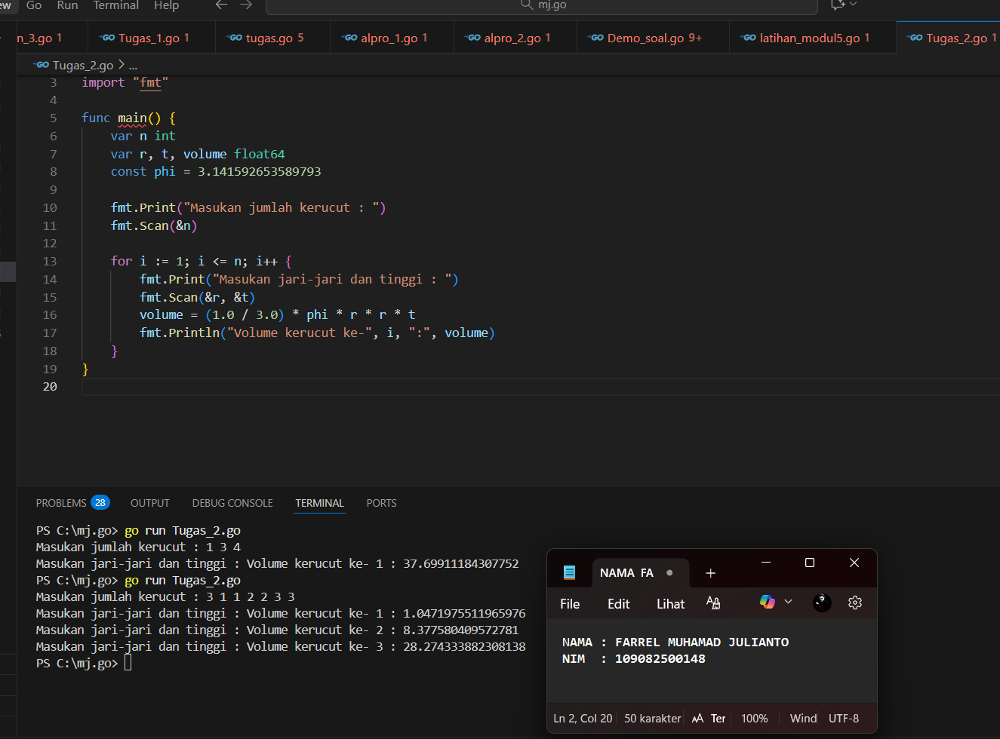 ew Go Run Terminal Help ← → mj.go
n_3.go 1 GO Tugas_1.go 1 GO tugas.go 5 GO alpro_1.go 1 GO alpro_2.go 1 GO Demo_soal.go 9+ GO latihan_modul5.go 1 GO Tugas_2.go 1
GO Tugas_2.go > ...
3 import "fmt"
4
5 func main() {
6 var n int
7 var r, t, volume float64
8 const phi = 3.141592653589793
9
10 fmt.Print("Masukan jumlah kerucut : ")
11 fmt.Scan(&n)
12
13 for i := 1; i <= n; i++ {
14 fmt.Print("Masukan jari-jari dan tinggi : ")
15 fmt.Scan(&r, &t)
16 volume = (1.0 / 3.0) * phi * r * r * t
17 fmt.Println("Volume kerucut ke-", i, ":", volume)
18 }
19 }
20
PROBLEMS 28 OUTPUT DEBUG CONSOLE TERMINAL PORTS
PS C:\mj.go> go run Tugas_2.go
Masukan jumlah kerucut : 1 3 4
Masukan jari-jari dan tinggi : Volume kerucut ke- 1 : 37.69911184307752
PS C:\mj.go> go run Tugas_2.go
Masukan jumlah kerucut : 3 1 1 2 2 3 3
Masukan jari-jari dan tinggi : Volume kerucut ke- 1 : 1.0471975511965976
Masukan jari-jari dan tinggi : Volume kerucut ke- 2 : 8.377580409572781
Masukan jari-jari dan tinggi : Volume kerucut ke- 3 : 28.274333882308138
PS C:\mj.go>
NAMA FA
File Edit Lihat
NAMA : FARREL MUHAMAD JULIANTO
NIM : 109082500148
Ln 2, Col 20 50 karakter Ter 100% Wind UTF-8